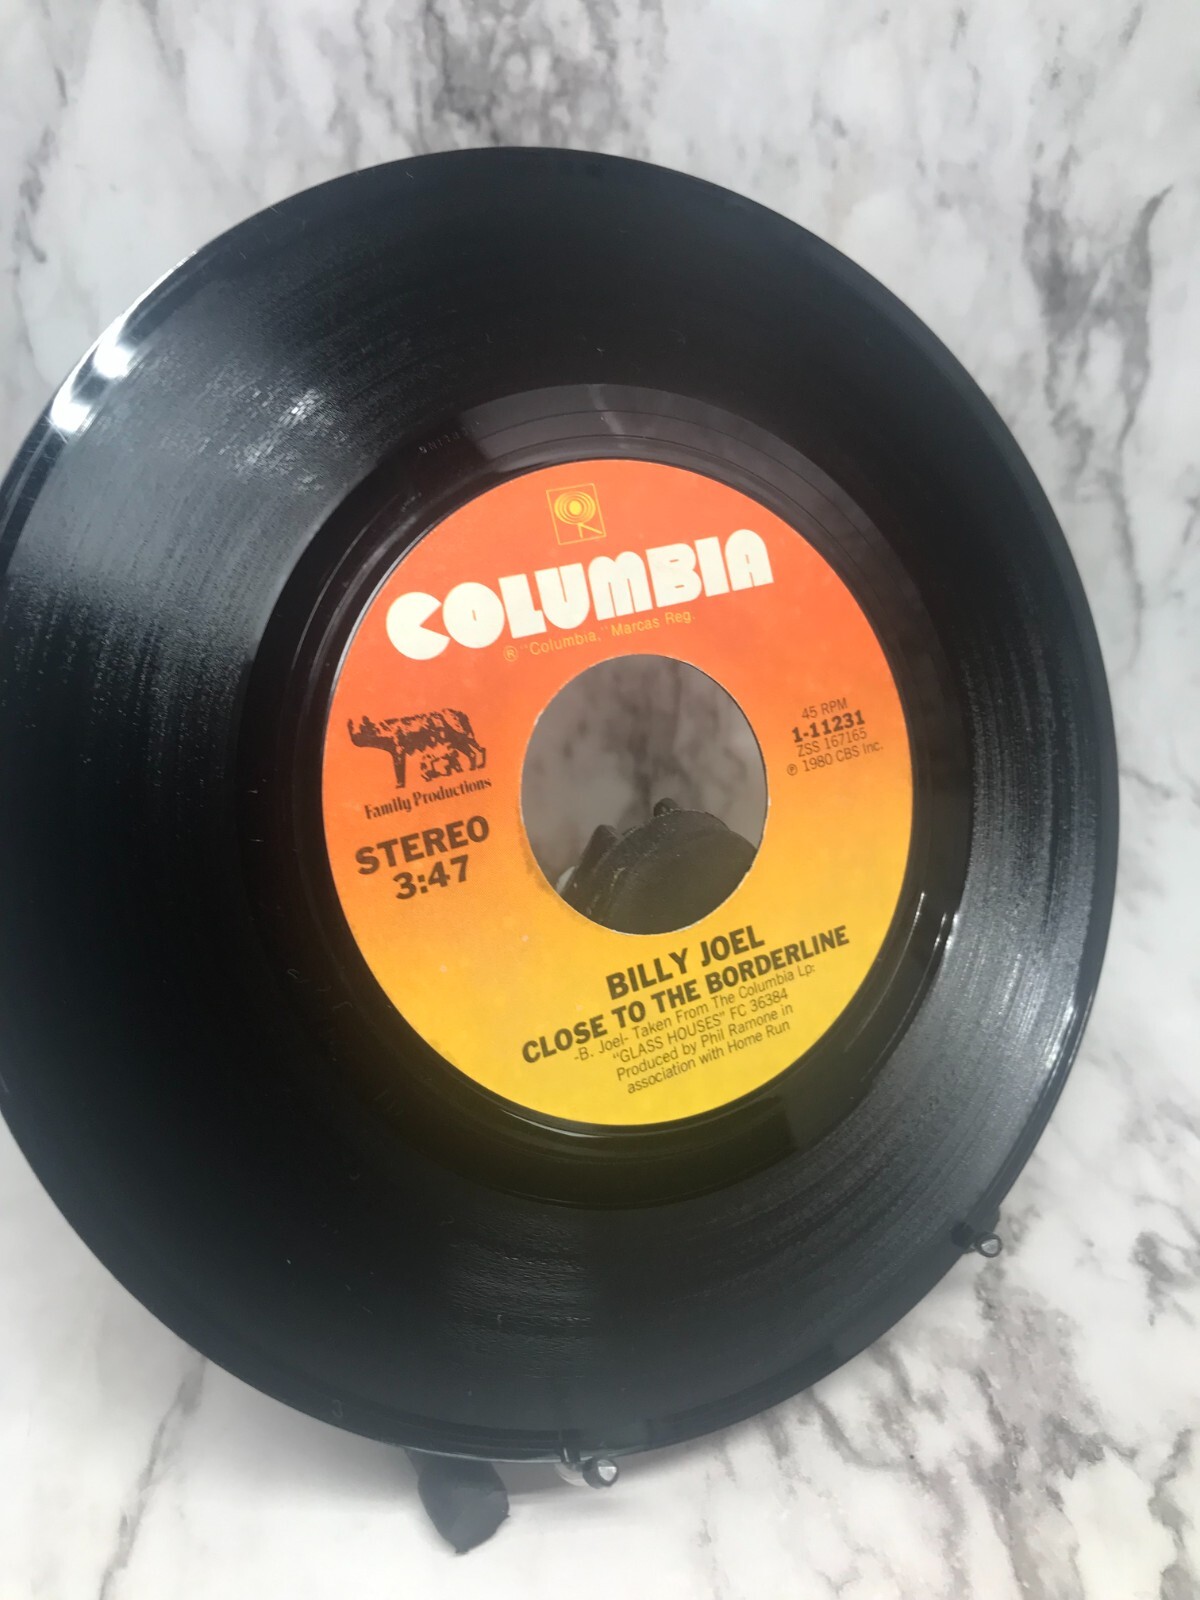 COLUMBIA
® "Columbia," Marcas Reg.
Family Productions
STEREO
3:47
45 RPM
1-11231
ZSS 167165
℗ 1980 CBS Inc.
BILLY JOEL
CLOSE TO THE BORDERLINE
-B. Joel- Taken From The Columbia Lp:
"GLASS HOUSES" FC 36384
Produced by Phil Ramone in
association with Home Run